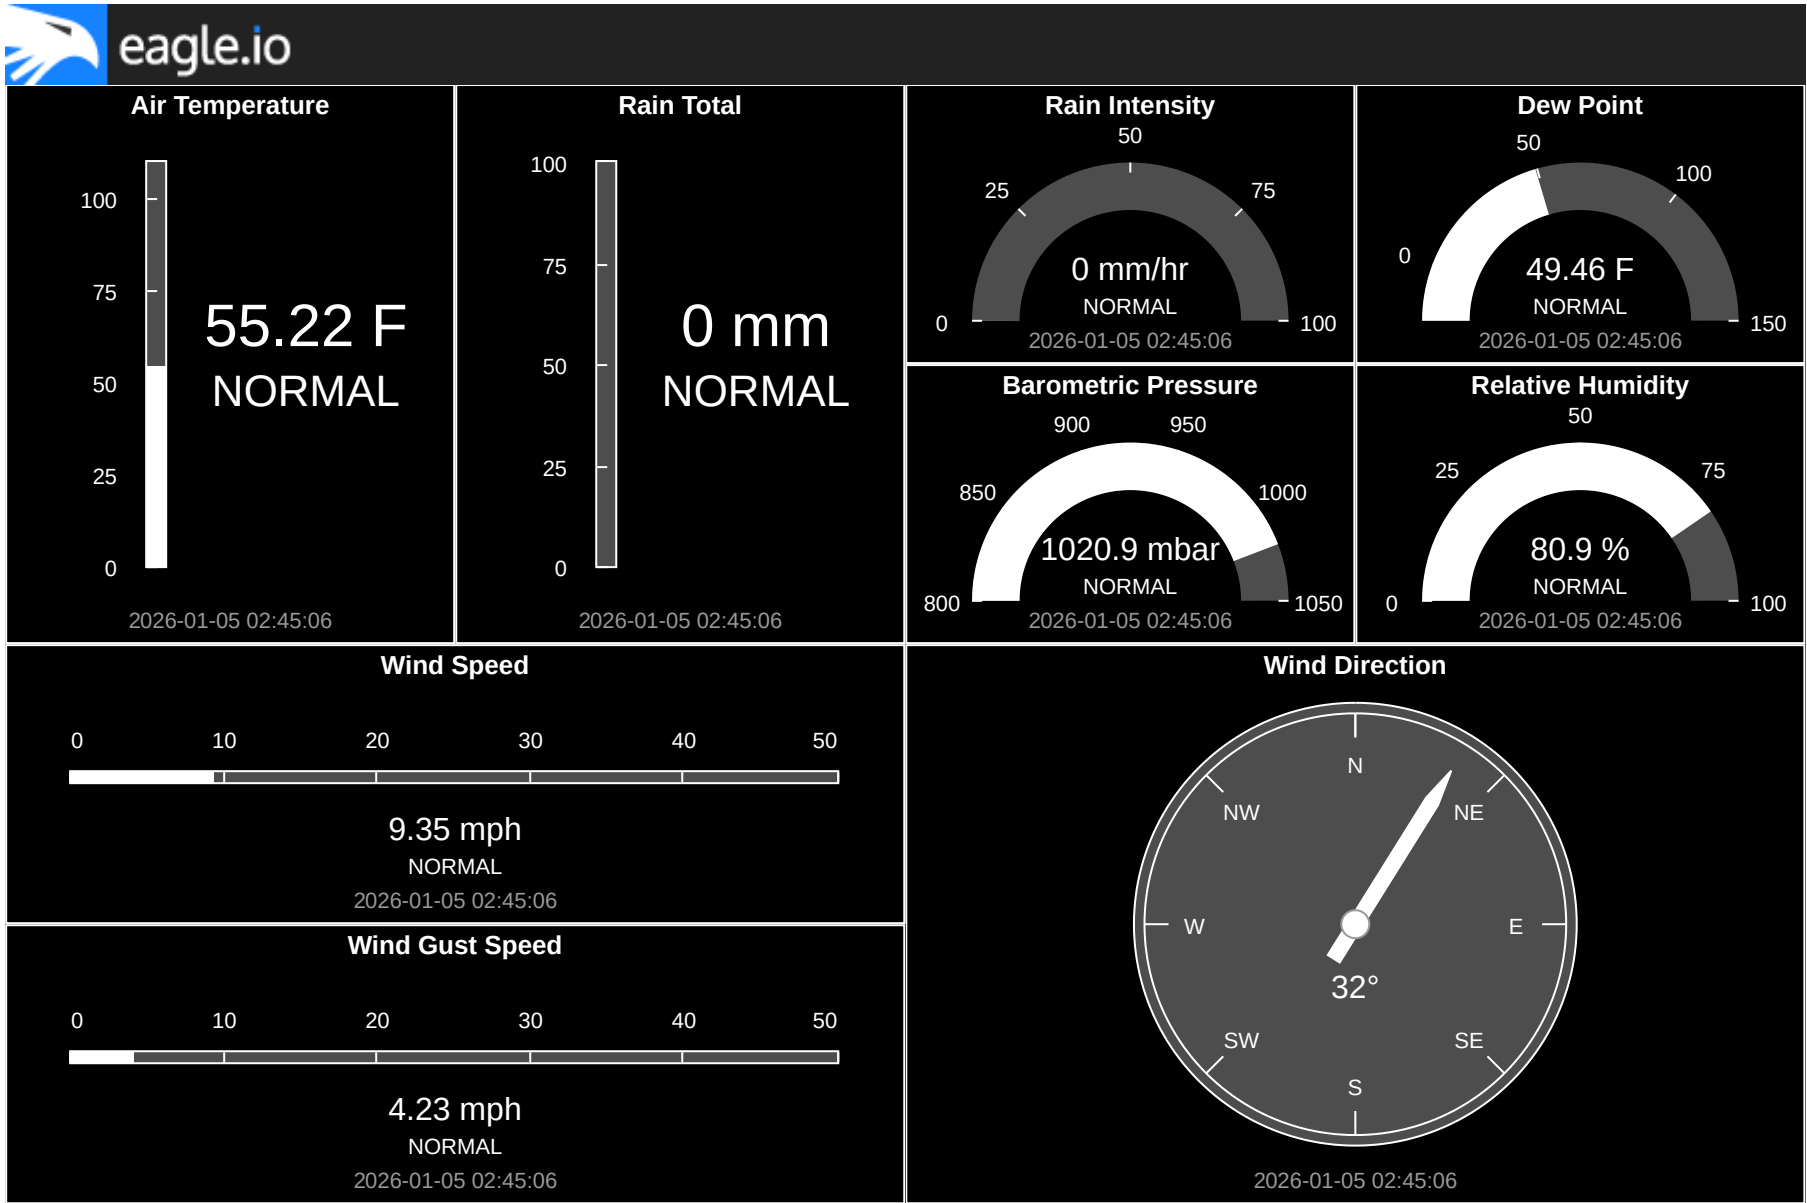 eagle.io
Air Temperature
100
75
50
25
0
55.22 F
NORMAL
2026-01-05 02:45:06
Rain Total
100
75
50
25
0
0 mm
NORMAL
2026-01-05 02:45:06
Rain Intensity
50
25
75
0
100
0 mm/hr
NORMAL
2026-01-05 02:45:06
Dew Point
50
100
0
150
49.46 F
NORMAL
2026-01-05 02:45:06
Barometric Pressure
900
950
850
1000
800
1050
1020.9 mbar
NORMAL
2026-01-05 02:45:06
Relative Humidity
50
25
75
0
100
80.9 %
NORMAL
2026-01-05 02:45:06
Wind Speed
0 10 20 30 40 50
9.35 mph
NORMAL
2026-01-05 02:45:06
Wind Gust Speed
0 10 20 30 40 50
4.23 mph
NORMAL
2026-01-05 02:45:06
Wind Direction
N
NW
NE
W
E
32°
SW
SE
S
2026-01-05 02:45:06